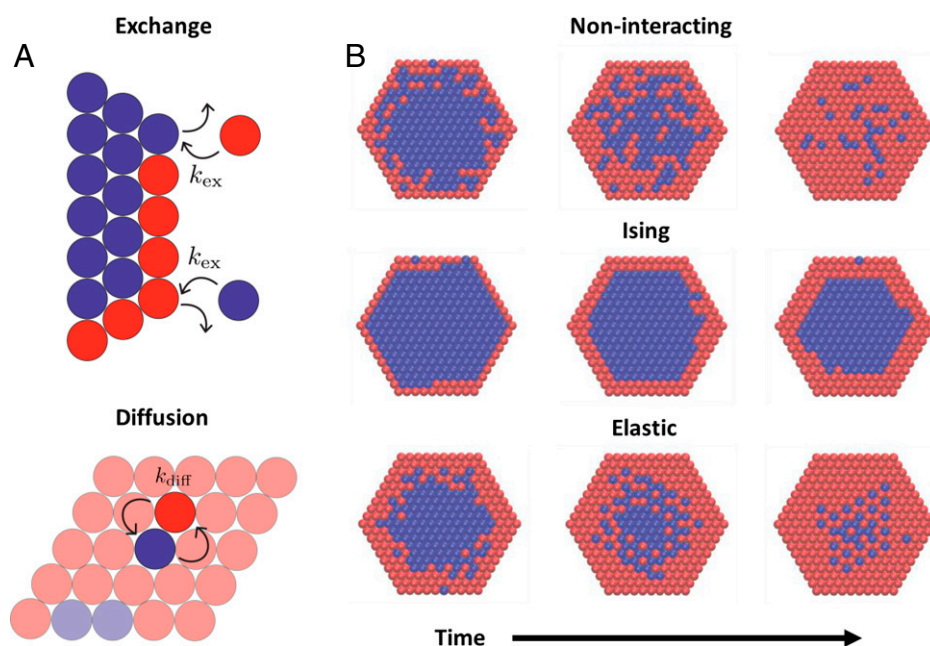 Exchange
A
k_ex
k_ex
Diffusion
k_diff
B
Non-interacting
Ising
Elastic
Time